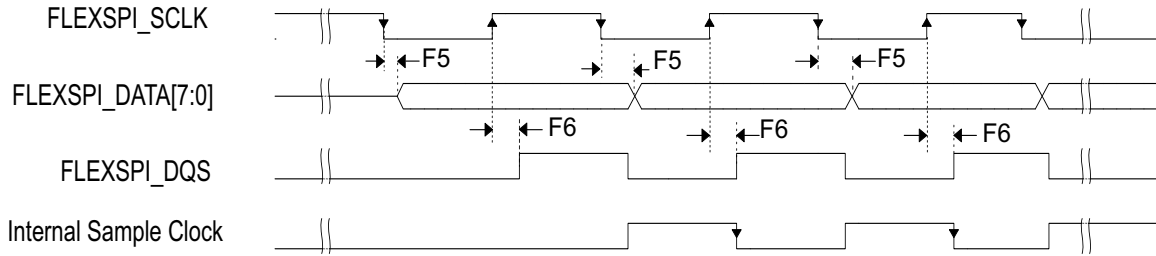 FLEXSPI_SCLK
F5 F5 F5
FLEXSPI_DATA[7:0]
F6 F6 F6
FLEXSPI_DQS
Internal Sample Clock